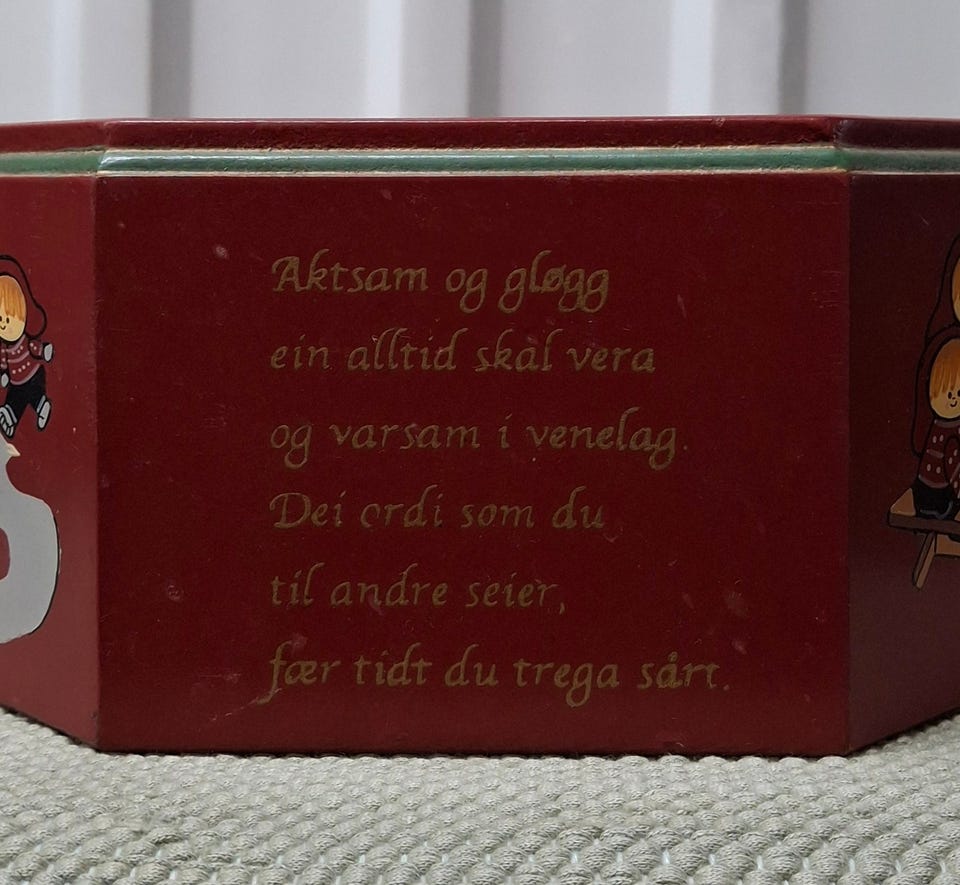 Aktsam og gløgg
ein alltid skal vera
og varsam i venelag.
Dei ordi som du
til andre seier,
fær tidt du trega sårt.